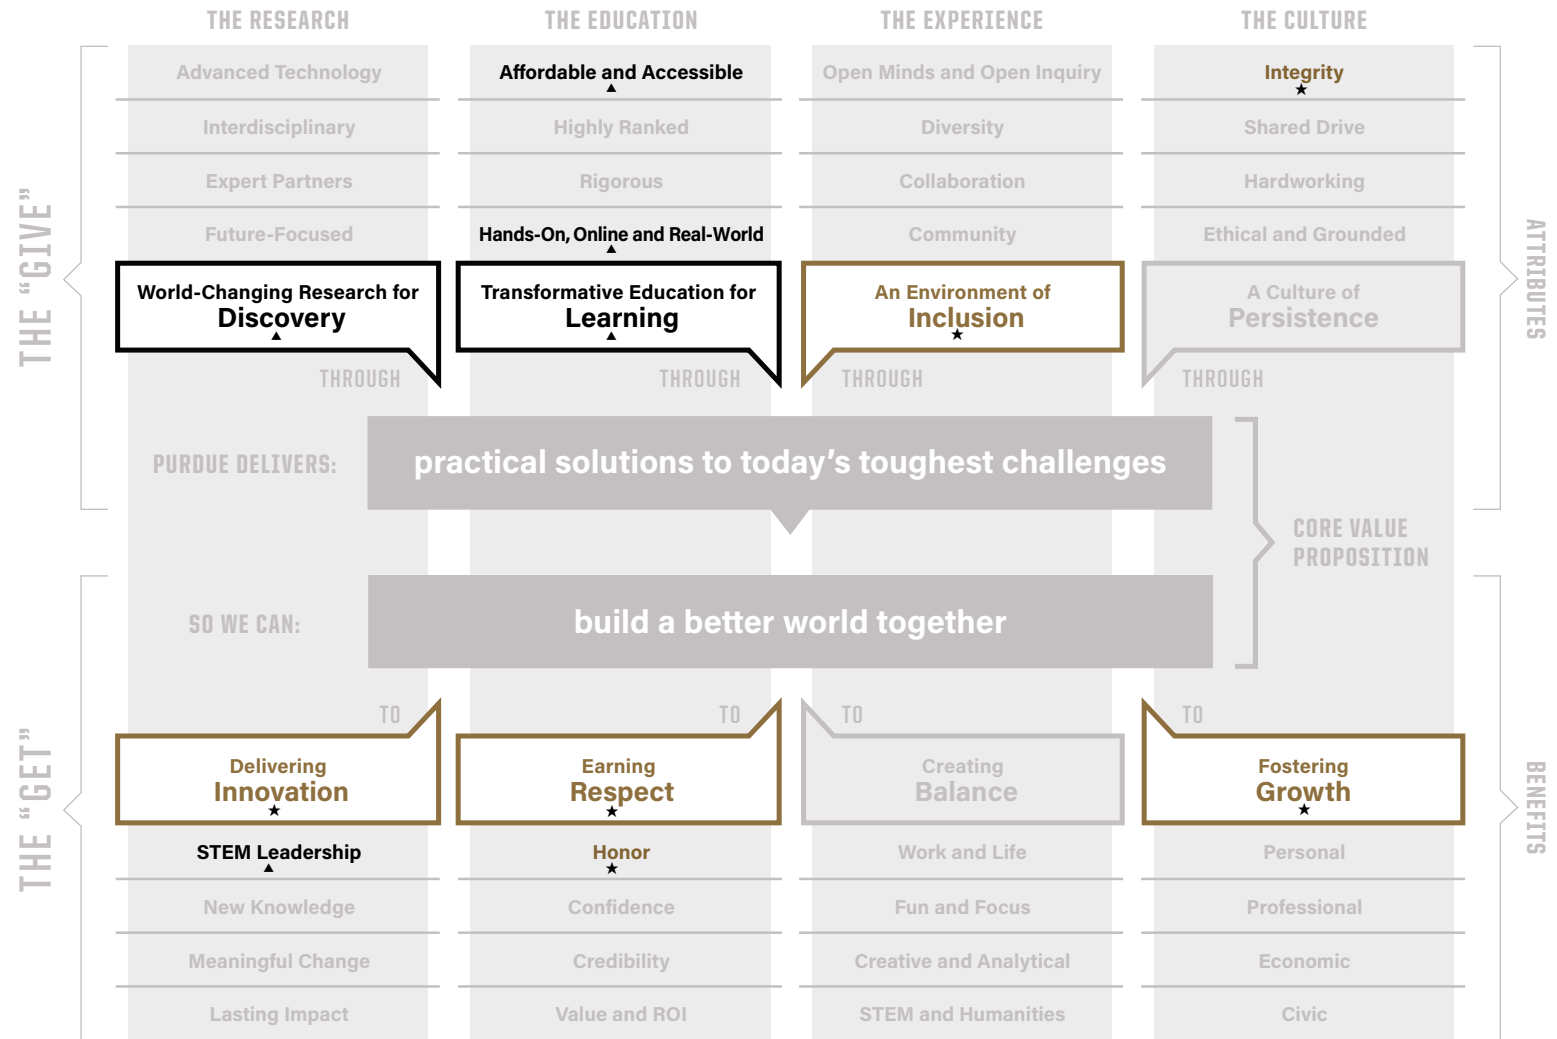 THE RESEARCH
THE EDUCATION
THE EXPERIENCE
THE CULTURE
THE “GIVE”
ATTRIBUTES
Advanced Technology
Affordable and Accessible
Open Minds and Open Inquiry
Integrity
Interdisciplinary
Highly Ranked
Diversity
Shared Drive
Expert Partners
Rigorous
Collaboration
Hardworking
Future-Focused
Hands-On, Online and Real-World
Community
Ethical and Grounded
World-Changing Research for
Discovery
Transformative Education for
Learning
An Environment of
Inclusion
A Culture of
Persistence
THROUGH
THROUGH
THROUGH
THROUGH
PURDUE DELIVERS:
practical solutions to today’s toughest challenges
CORE VALUE
PROPOSITION
SO WE CAN:
build a better world together
THE “GET”
BENEFITS
TO
TO
TO
TO
Delivering
Innovation
Earning
Respect
Creating
Balance
Fostering
Growth
STEM Leadership
Honor
Work and Life
Personal
New Knowledge
Confidence
Fun and Focus
Professional
Meaningful Change
Credibility
Creative and Analytical
Economic
Lasting Impact
Value and ROI
STEM and Humanities
Civic